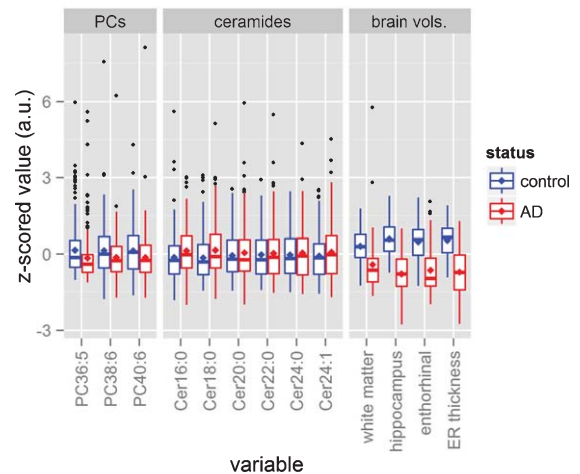 PCs ceramides brain vols.
z-scored value (a.u.)
6
3
0
-3
PC36:5
PC38:6
PC40:6
Cer16:0
Cer18:0
Cer20:0
Cer22:0
Cer24:0
Cer24:1
white matter
hippocampus
enthorhinal
ER thickness
variable
status
control
AD